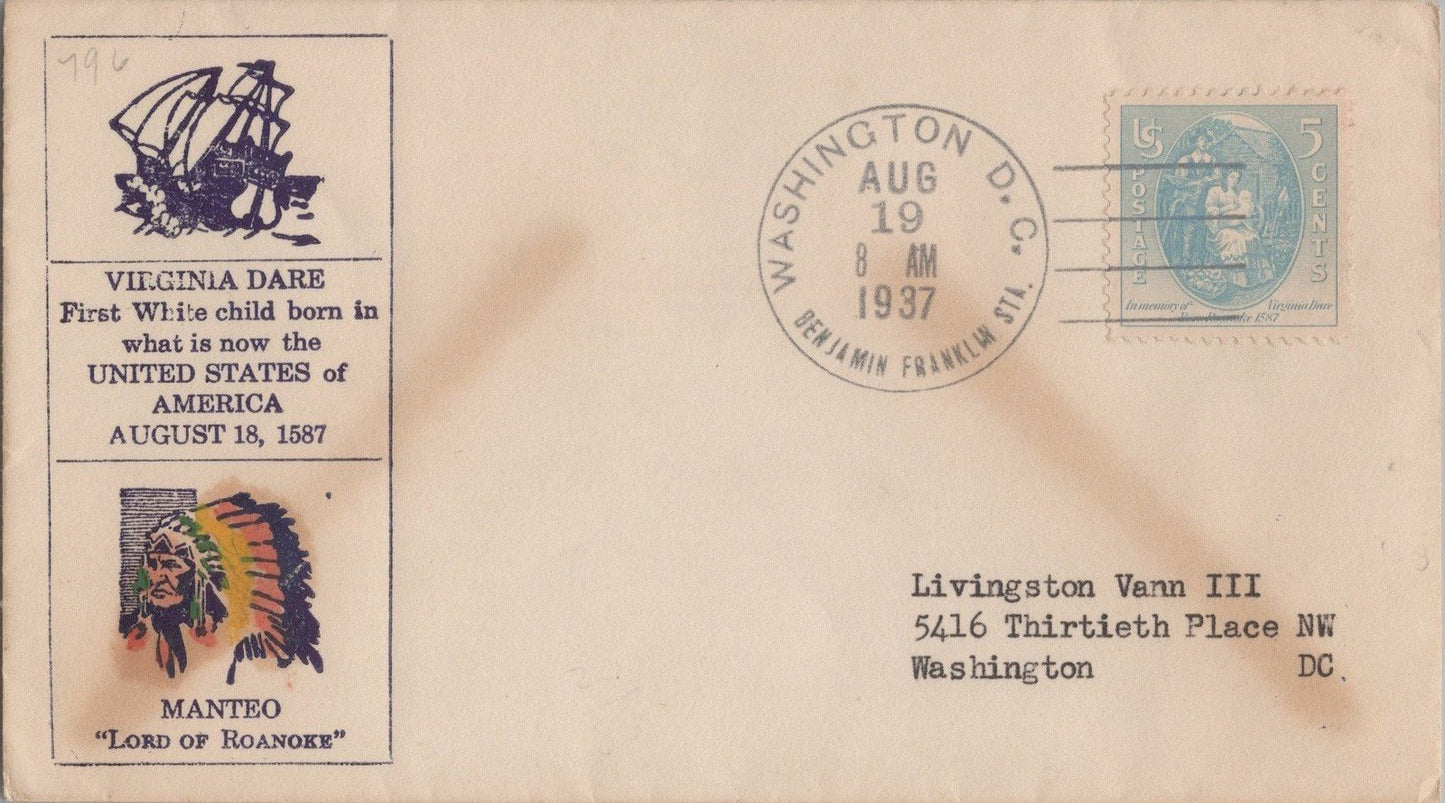 796
VIRGINIA DARE
First White child born in
what is now the
UNITED STATES of
AMERICA
AUGUST 18, 1587
MANTEO
"LORD OF ROANOKE"
WASHINGTON D.C.
AUG
19
8 AM
1937
BENJAMIN FRANKLIN STA.
US POSTAGE
5 CENTS
In memory of Virginia Dare
Born Roanoke 1587
Livingston Vann III
5416 Thirtieth Place NW
Washington DC.